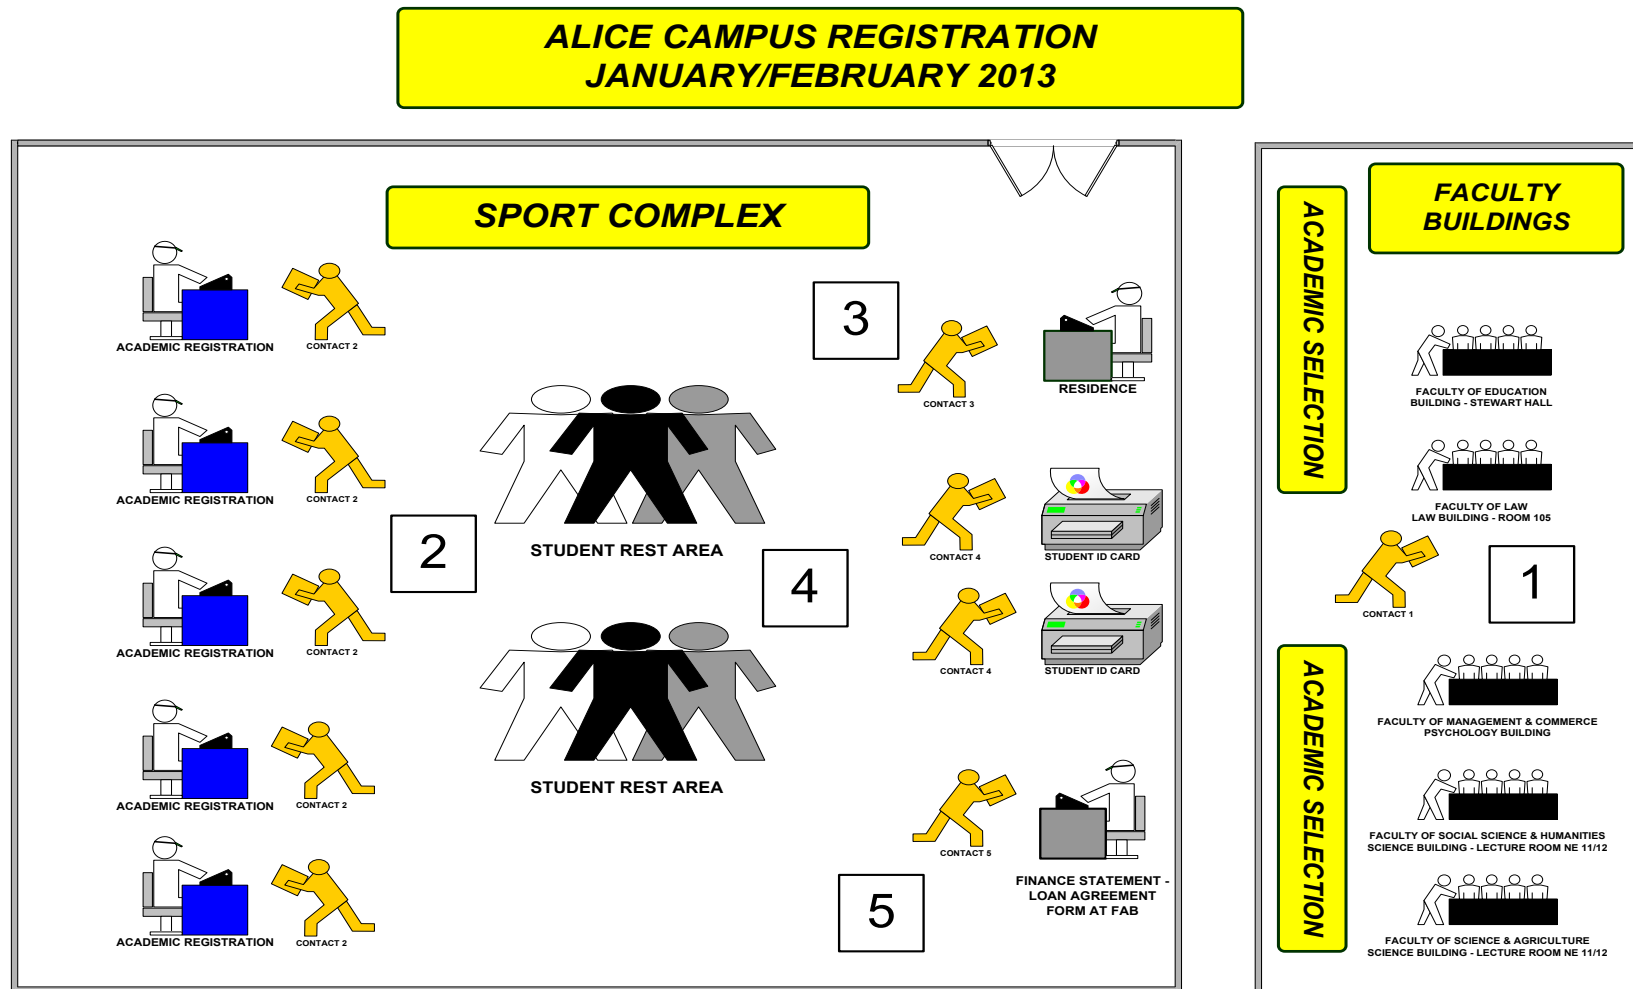 ALICE CAMPUS REGISTRATION
JANUARY/FEBRUARY 2013
SPORT COMPLEX
ACADEMIC REGISTRATION
CONTACT 2
ACADEMIC REGISTRATION
CONTACT 2
ACADEMIC REGISTRATION
CONTACT 2
ACADEMIC REGISTRATION
CONTACT 2
ACADEMIC REGISTRATION
CONTACT 2
2
STUDENT REST AREA
STUDENT REST AREA
3
CONTACT 3
RESIDENCE
4
CONTACT 4
STUDENT ID CARD
CONTACT 4
STUDENT ID CARD
CONTACT 5
5
FINANCE STATEMENT -
LOAN AGREEMENT
FORM AT FAB
ACADEMIC SELECTION
FACULTY
BUILDINGS
FACULTY OF EDUCATION
BUILDING - STEWART HALL
FACULTY OF LAW
LAW BUILDING - ROOM 105
CONTACT 1
1
ACADEMIC SELECTION
FACULTY OF MANAGEMENT & COMMERCE
PSYCHOLOGY BUILDING
FACULTY OF SOCIAL SCIENCE & HUMANITIES
SCIENCE BUILDING - LECTURE ROOM NE 11/12
FACULTY OF SCIENCE & AGRICULTURE
SCIENCE BUILDING - LECTURE ROOM NE 11/12